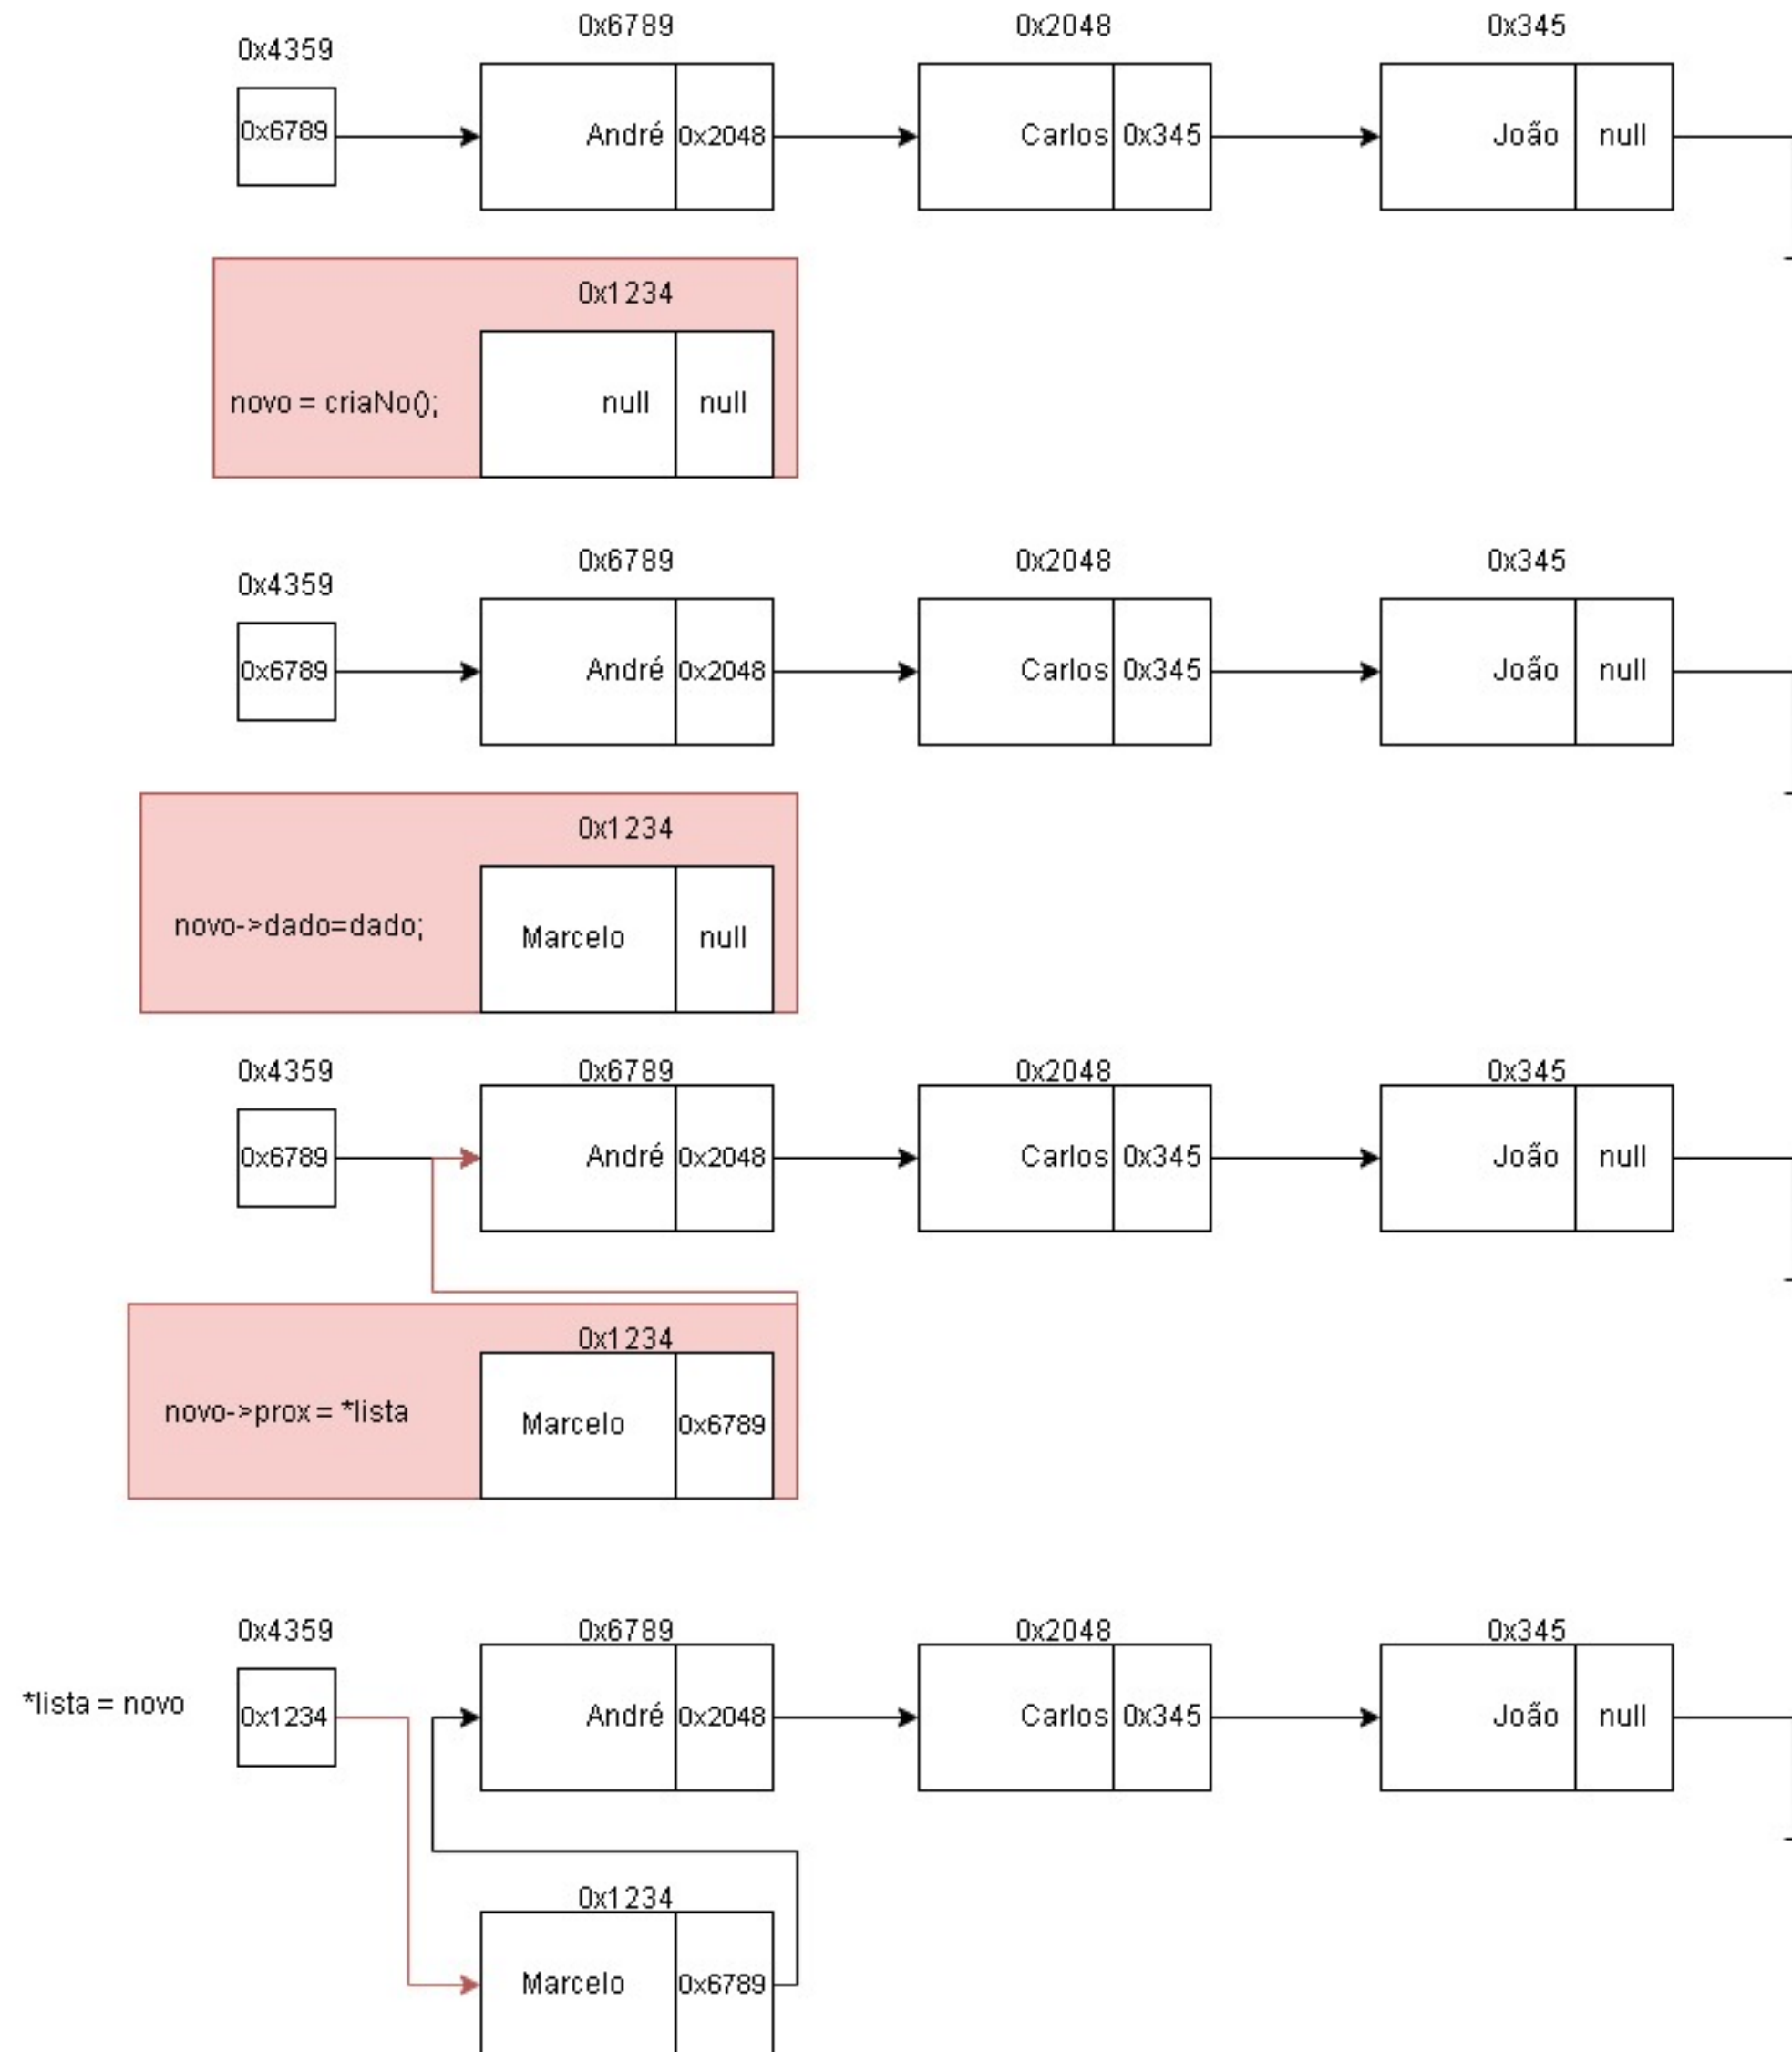 0x4359 0x6789 0x2048 0x345
0x6789 André 0x2048 Carlos 0x345 João null
0x1234
novo = criaNo(); null null
0x4359 0x6789 0x2048 0x345
0x6789 André 0x2048 Carlos 0x345 João null
0x1234
novo->dado=dado; Marcelo null
0x4359 0x6789 0x2048 0x345
0x6789 André 0x2048 Carlos 0x345 João null
0x1234
novo->prox = *lista Marcelo 0x6789
0x4359 0x6789 0x2048 0x345
*lista = novo 0x1234 André 0x2048 Carlos 0x345 João null
0x1234
Marcelo 0x6789